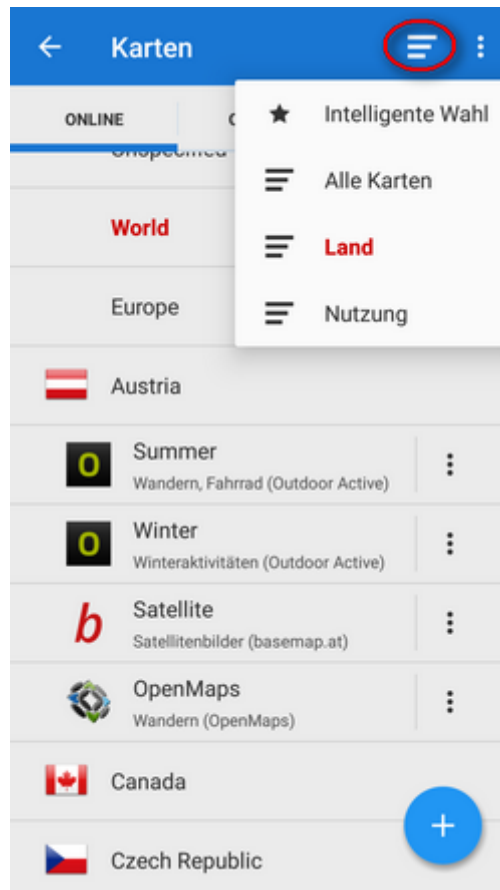 Karten
ONLINE
Intelligente Wahl
Alle Karten
World
Land
Europe
Nutzung
Austria
Summer
Wandern, Fahrrad (Outdoor Active)
Winter
Winteraktivitäten (Outdoor Active)
Satellite
Satellitenbilder (basemap.at)
OpenMaps
Wandern (OpenMaps)
Canada
Czech Republic